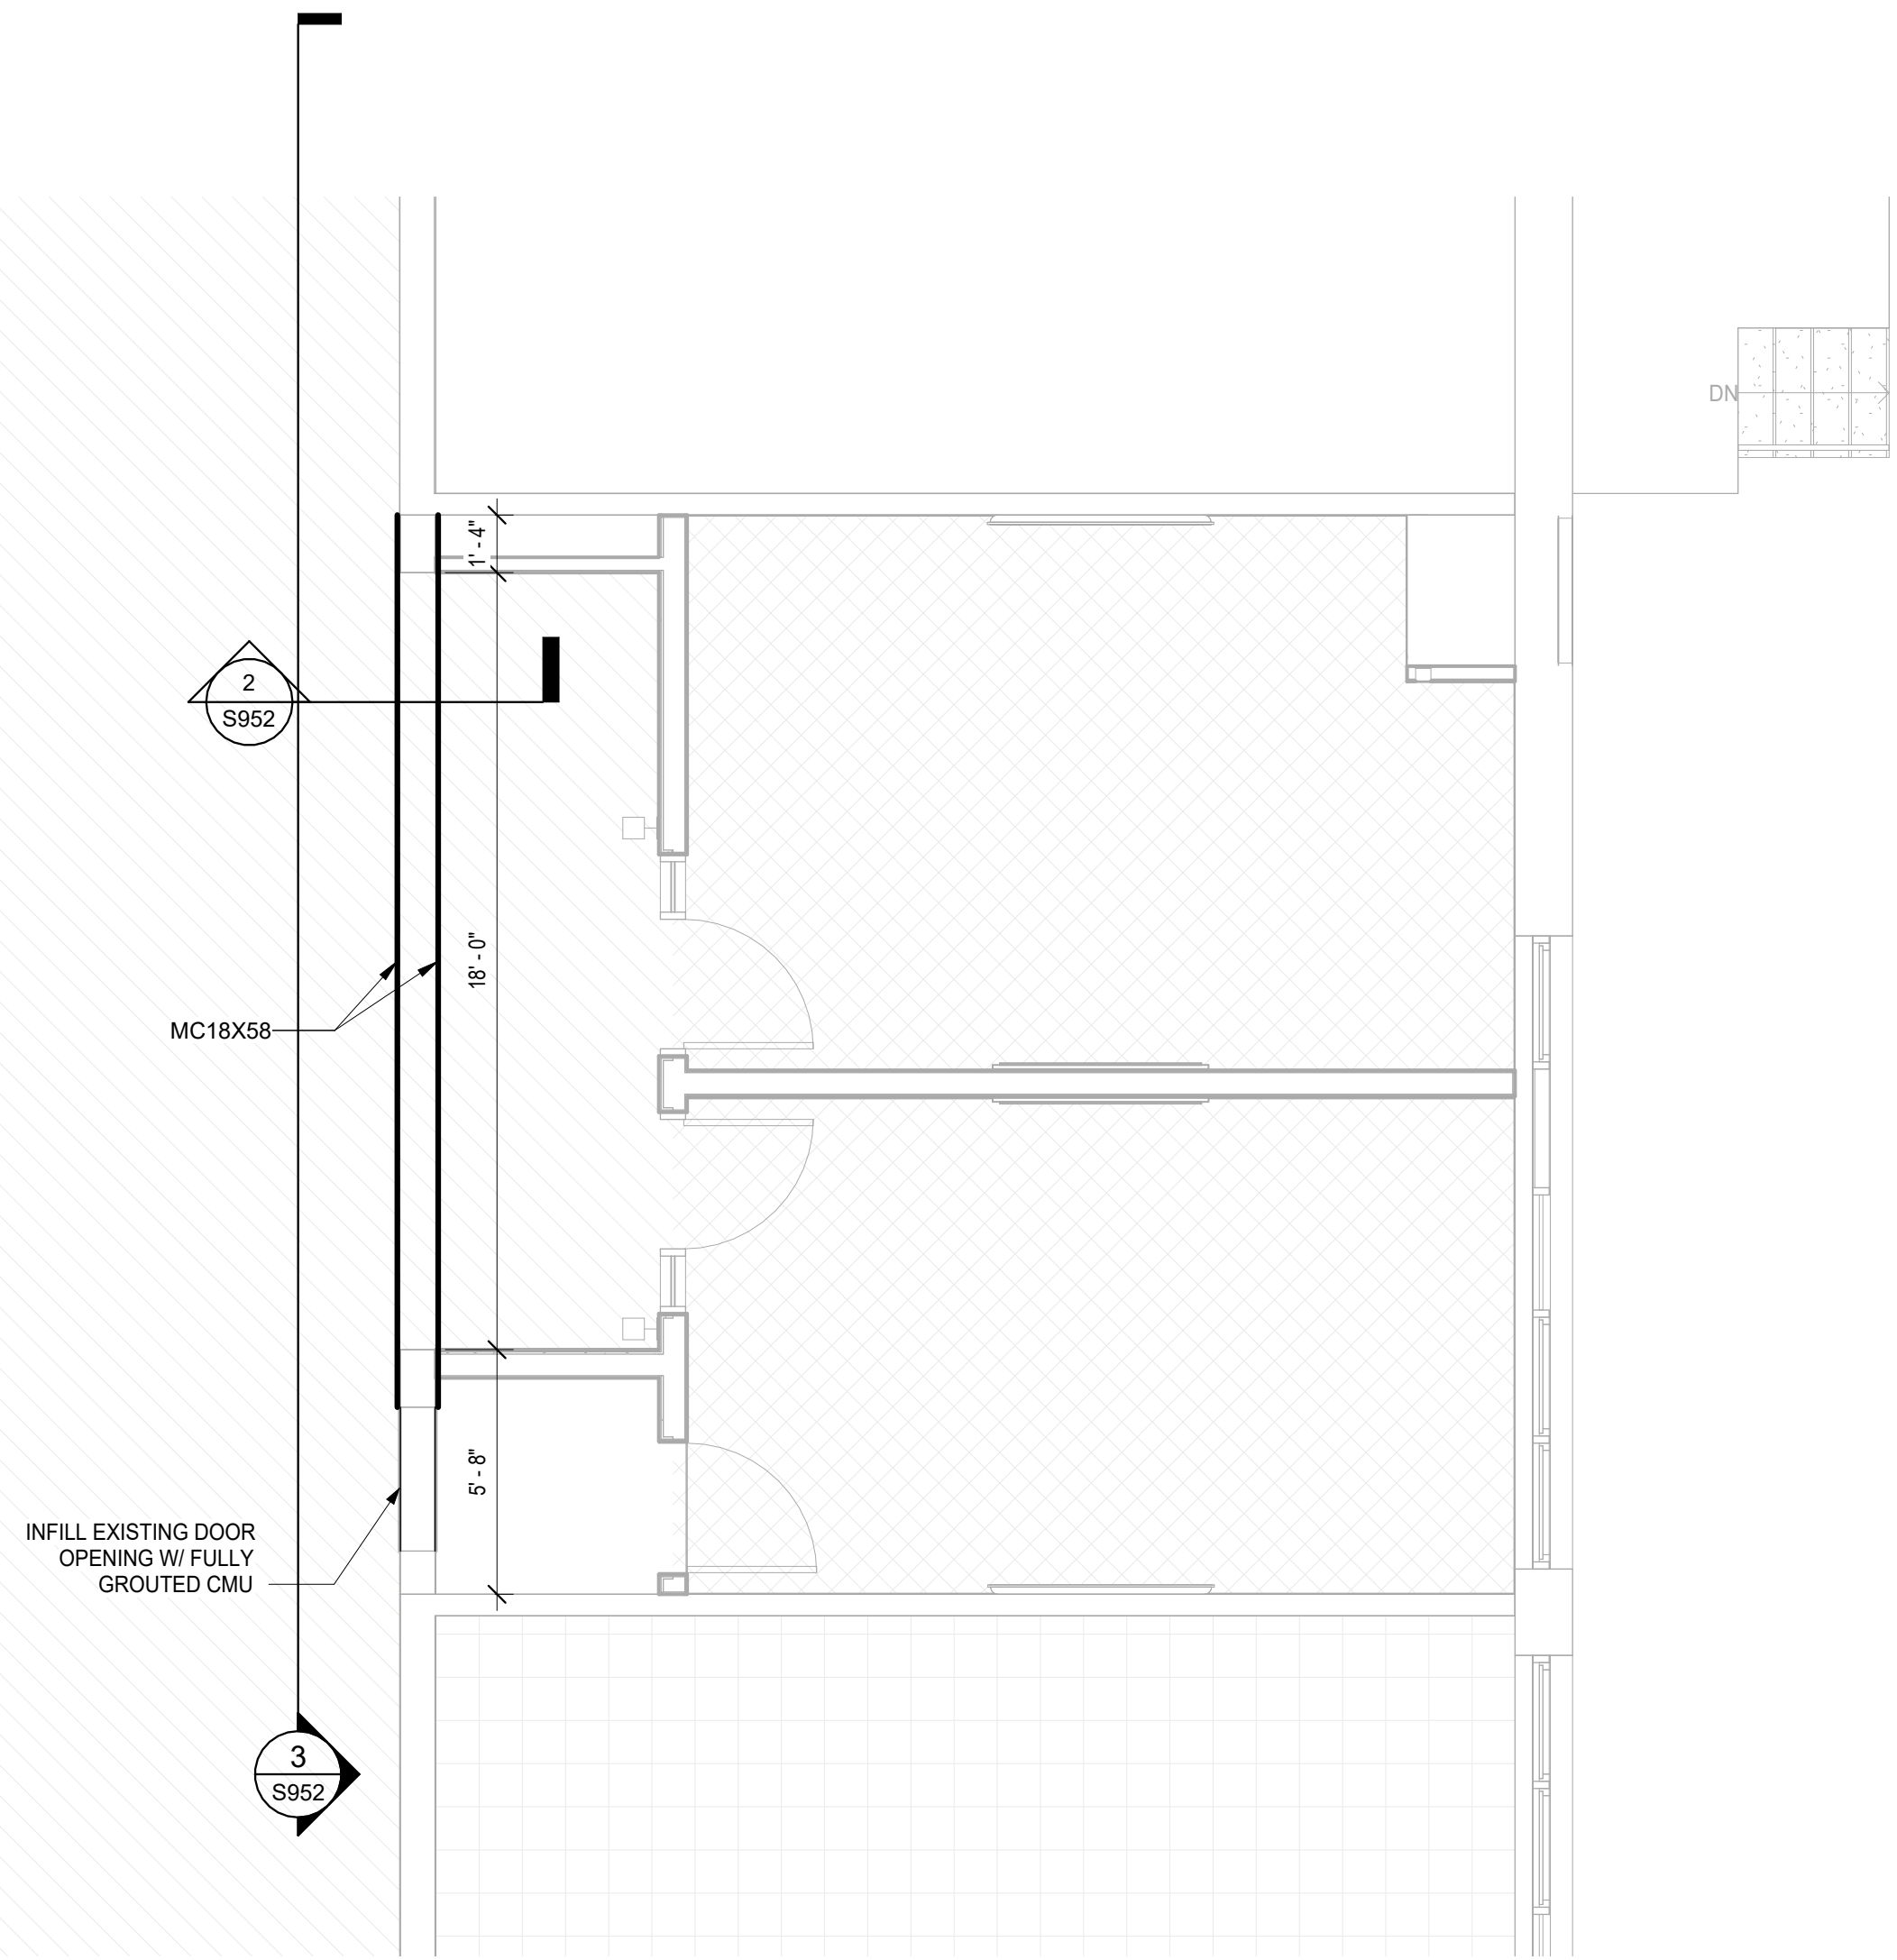 DN
1' - 4"
2
S952
18' - 0"
MC18X58
5' - 8"
INFILL EXISTING DOOR
OPENING W/ FULLY
GROUTED CMU
3
S952